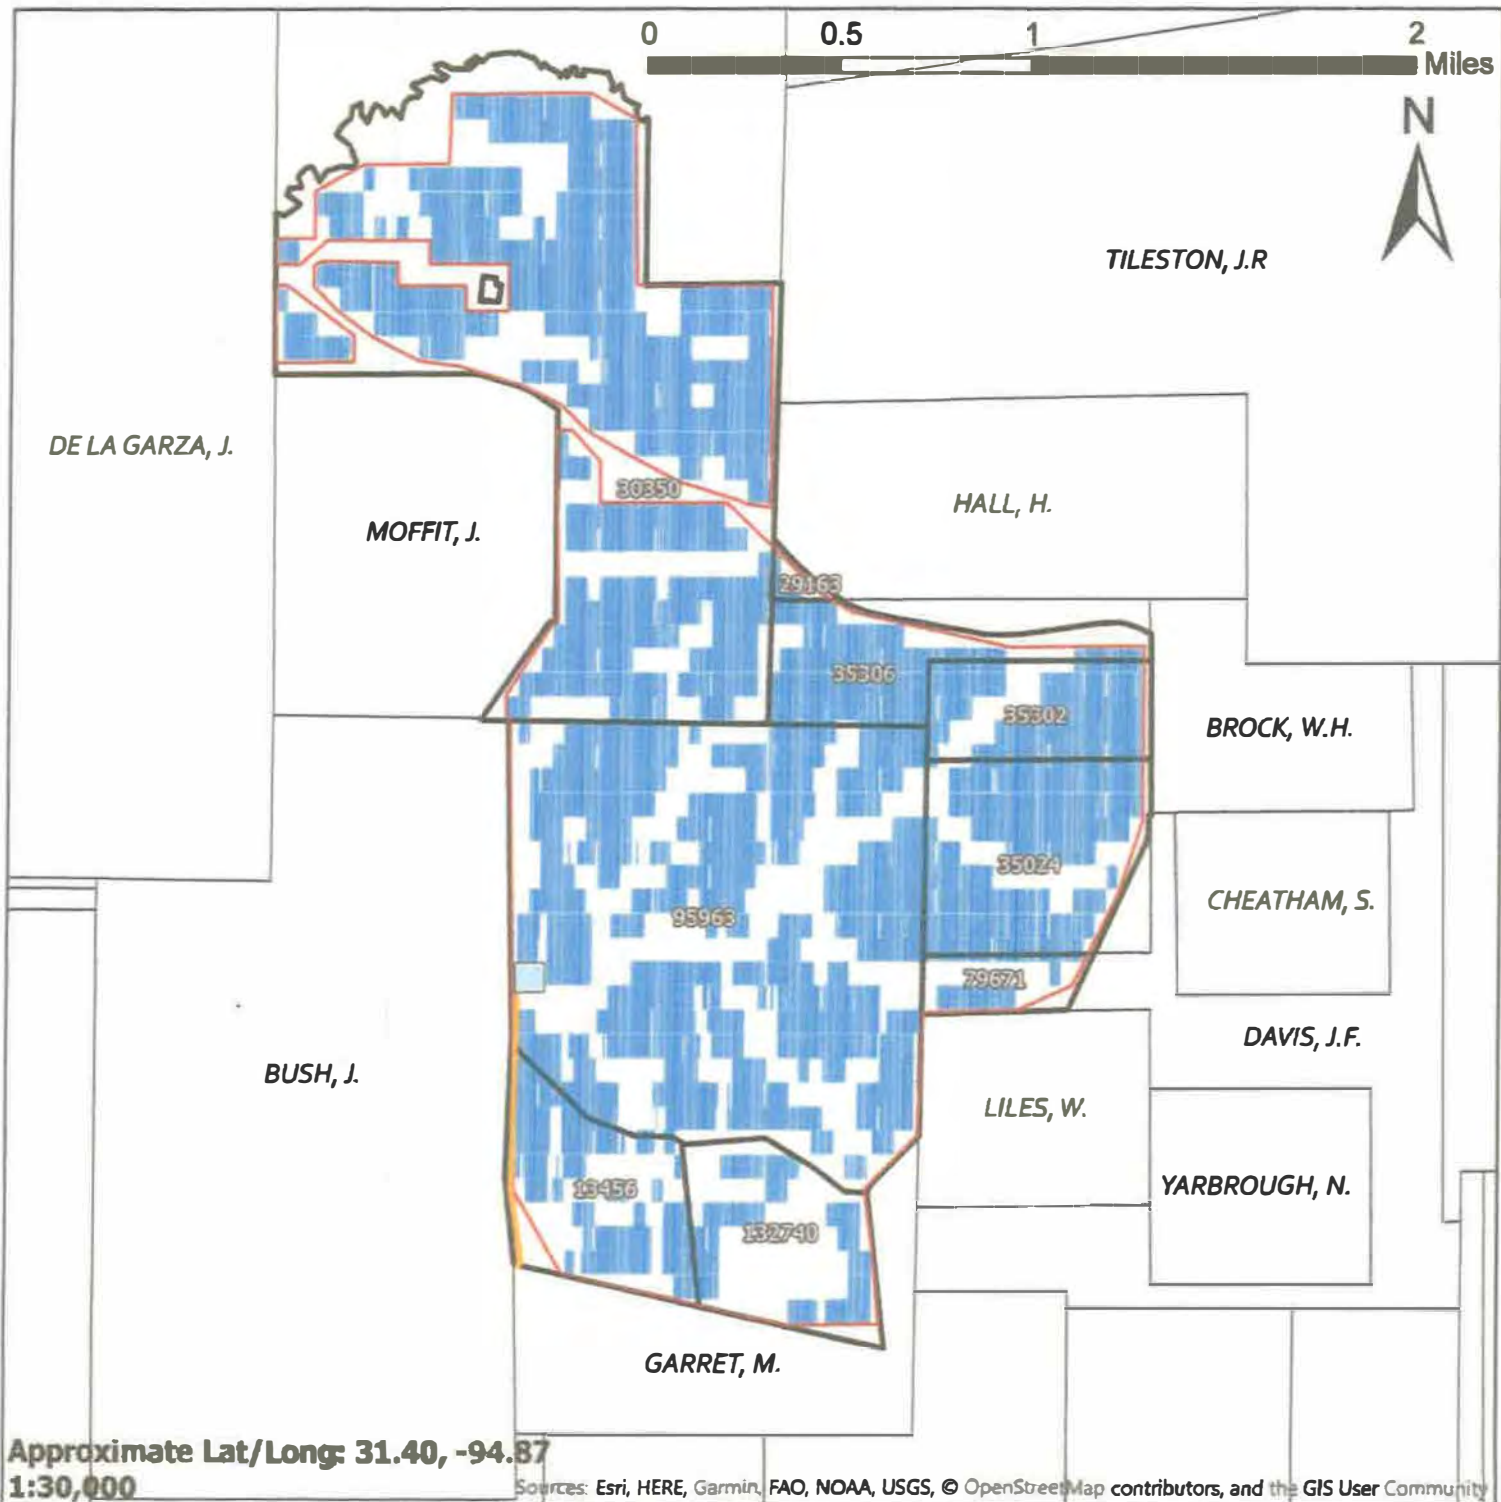 0 0.5 1 2
Miles
N
TILESTON, J.R
DE LA GARZA, J.
30350
HALL, H.
MOFFIT, J.
29163
35306
35302
BROCK, W.H.
35024
CHEATHAM, S.
95963
79671
DAVIS, J.F.
BUSH, J.
LILES, W.
YARBROUGH, N.
13456
132740
GARRET, M.
Approximate Lat/Long: 31.40, -94.87
1:30,000
Sources: Esri, HERE, Garmin, FAO, NOAA, USGS, © OpenStreetMap contributors, and the GIS User Community